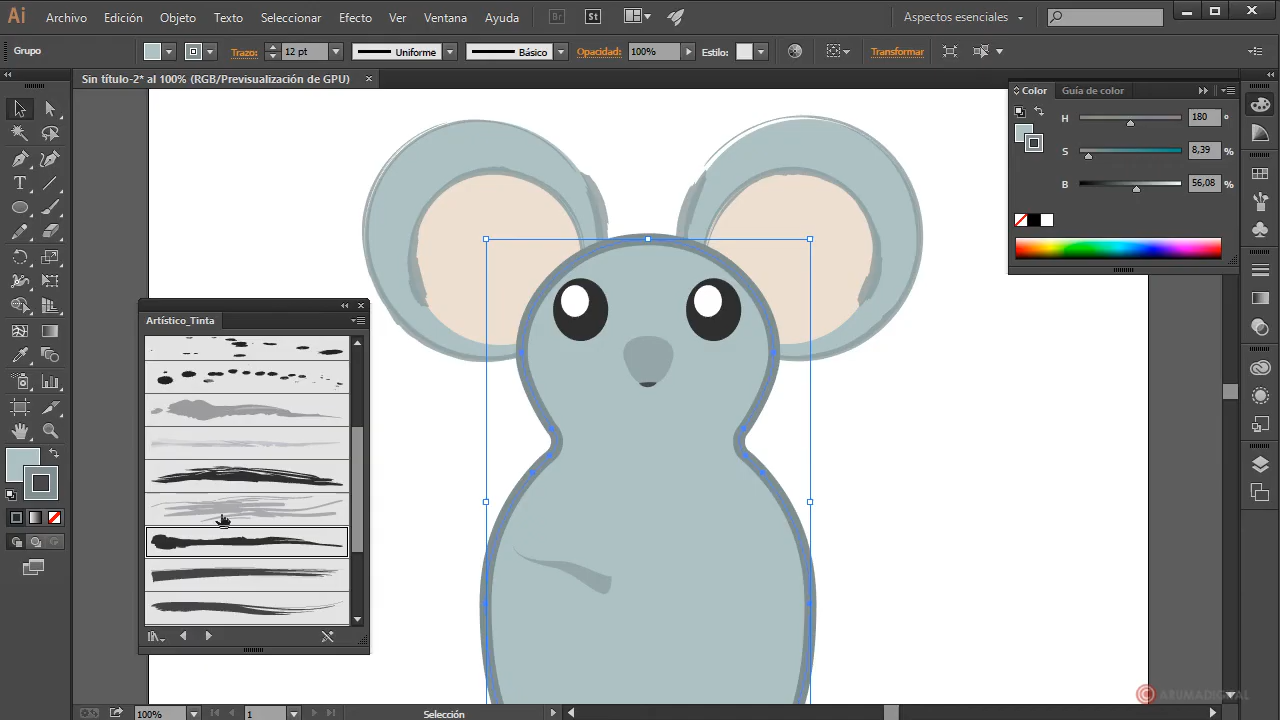 Ai Archivo Edición Objeto Texto Seleccionar Efecto Ver Ventana Ayuda Br St Aspectos esenciales
Grupo Trazo: 12 pt Uniforme Básico Opacidad: 100% Estilo: Transformar
Sin título-2* al 100% (RGB/Previsualización de GPU)
Color Guía de color
H 180 °
S 8,39 %
B 56,08 %
Artístico_Tinta
100% 1 Selección
ARUMADIGITAL